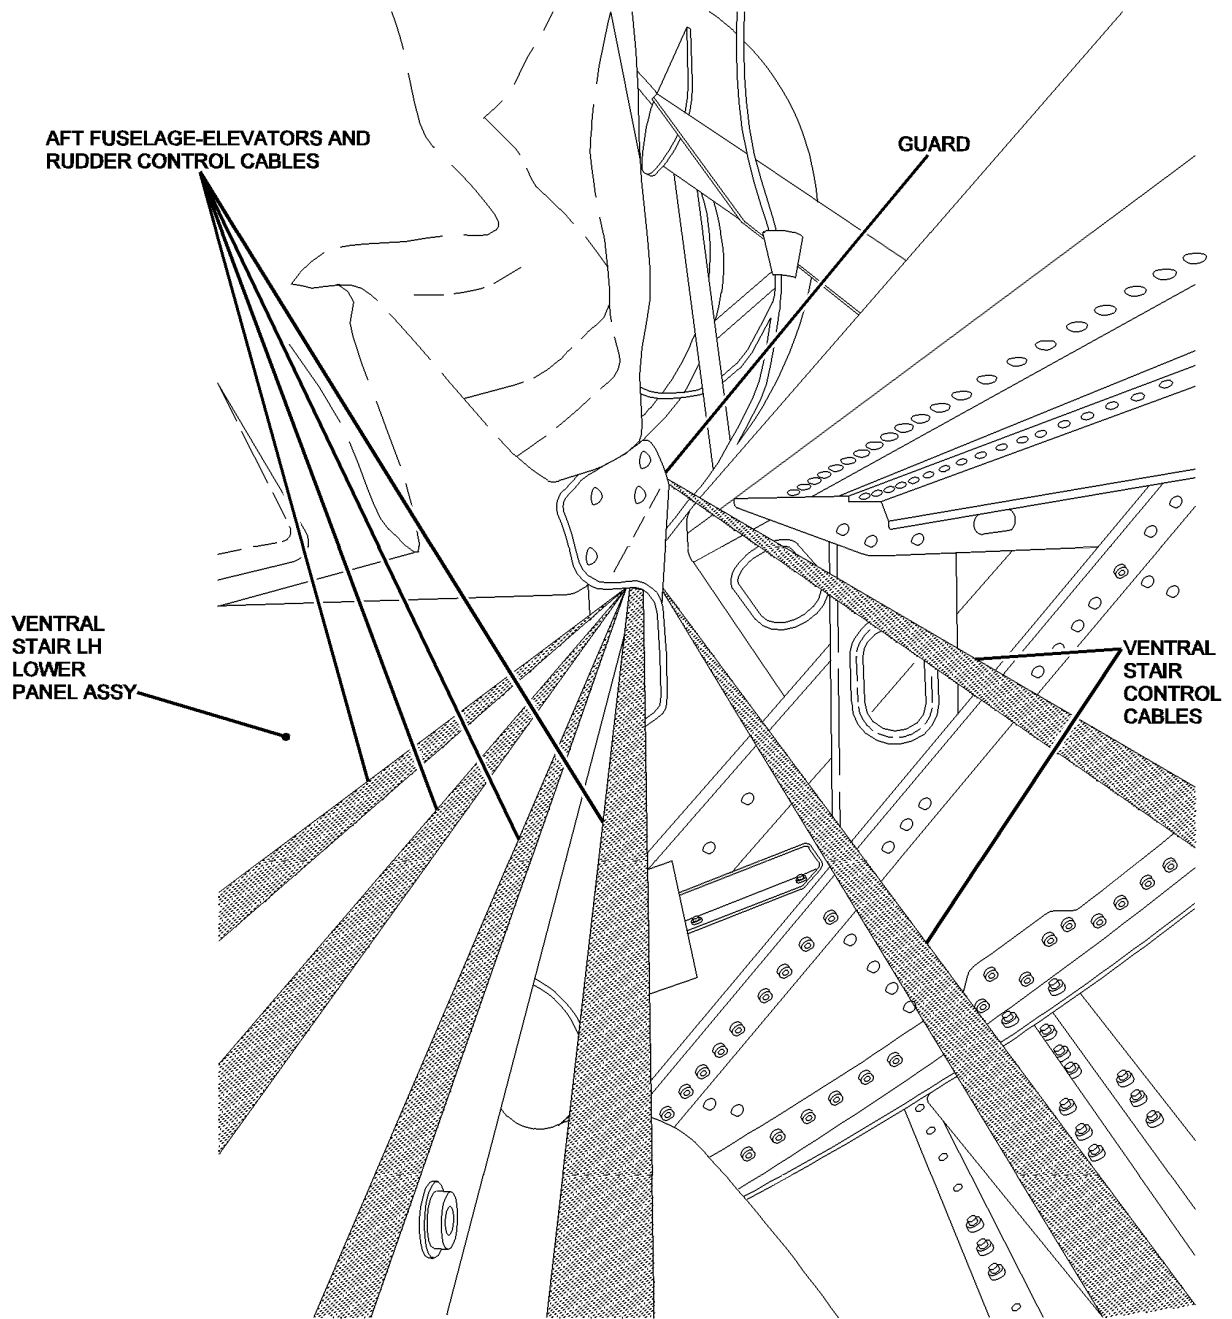 AFT FUSELAGE-ELEVATORS AND
RUDDER CONTROL CABLES
GUARD
VENTRAL
STAIR LH
LOWER
PANEL ASSY
VENTRAL
STAIR
CONTROL
CABLES